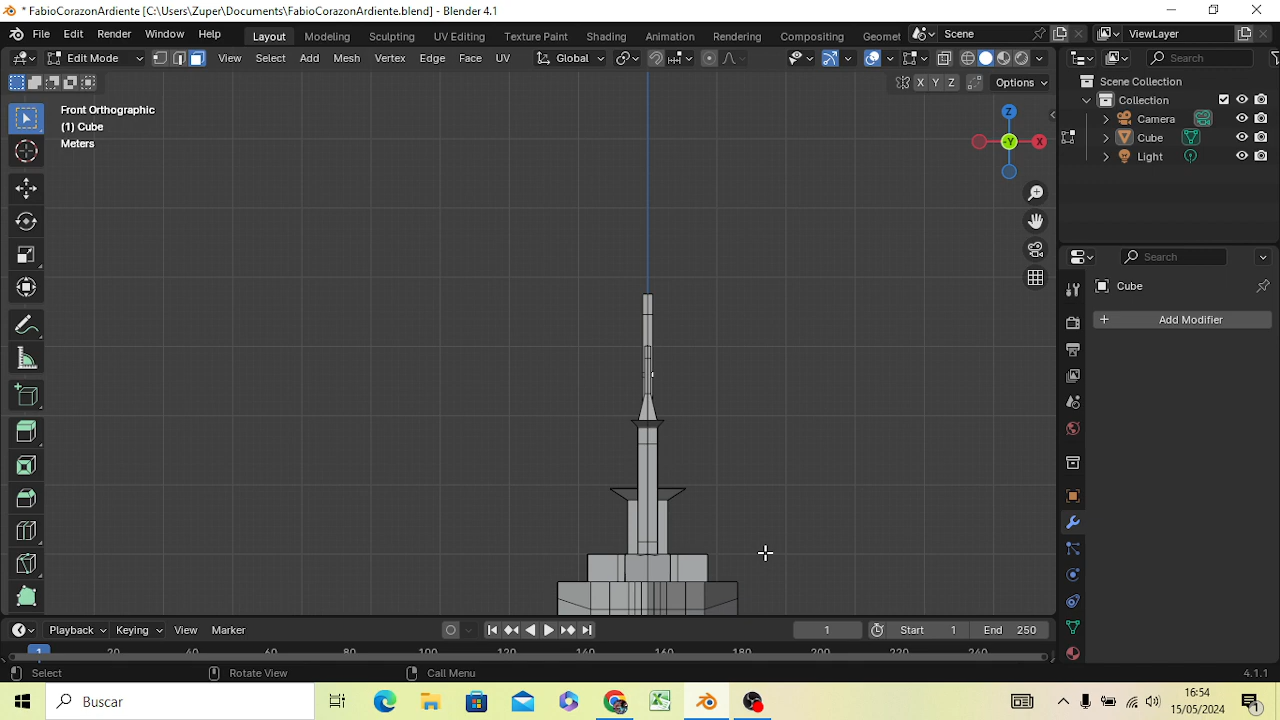 * FabioCorazonArdiente [C:\Users\Zuper\Documents\FabioCorazonArdiente.blend] - Blender 4.1
File Edit Render Window Help Layout Modeling Sculpting UV Editing Texture Paint Shading Animation Rendering Compositing Geomet Scene ViewLayer
Edit Mode View Select Add Mesh Vertex Edge Face UV Global Search
X Y Z Options
Front Orthographic
(1) Cube
Meters
Z
-Y X
Scene Collection
Collection
Camera
Cube
Light
Search
Cube
Add Modifier
Playback Keying View Marker 1 Start 1 End 250
1 20 40 60 80 100 120 140 160 180 200 220 240
Select Rotate View Call Menu 4.1.1
Buscar
16:54
15/05/2024
1